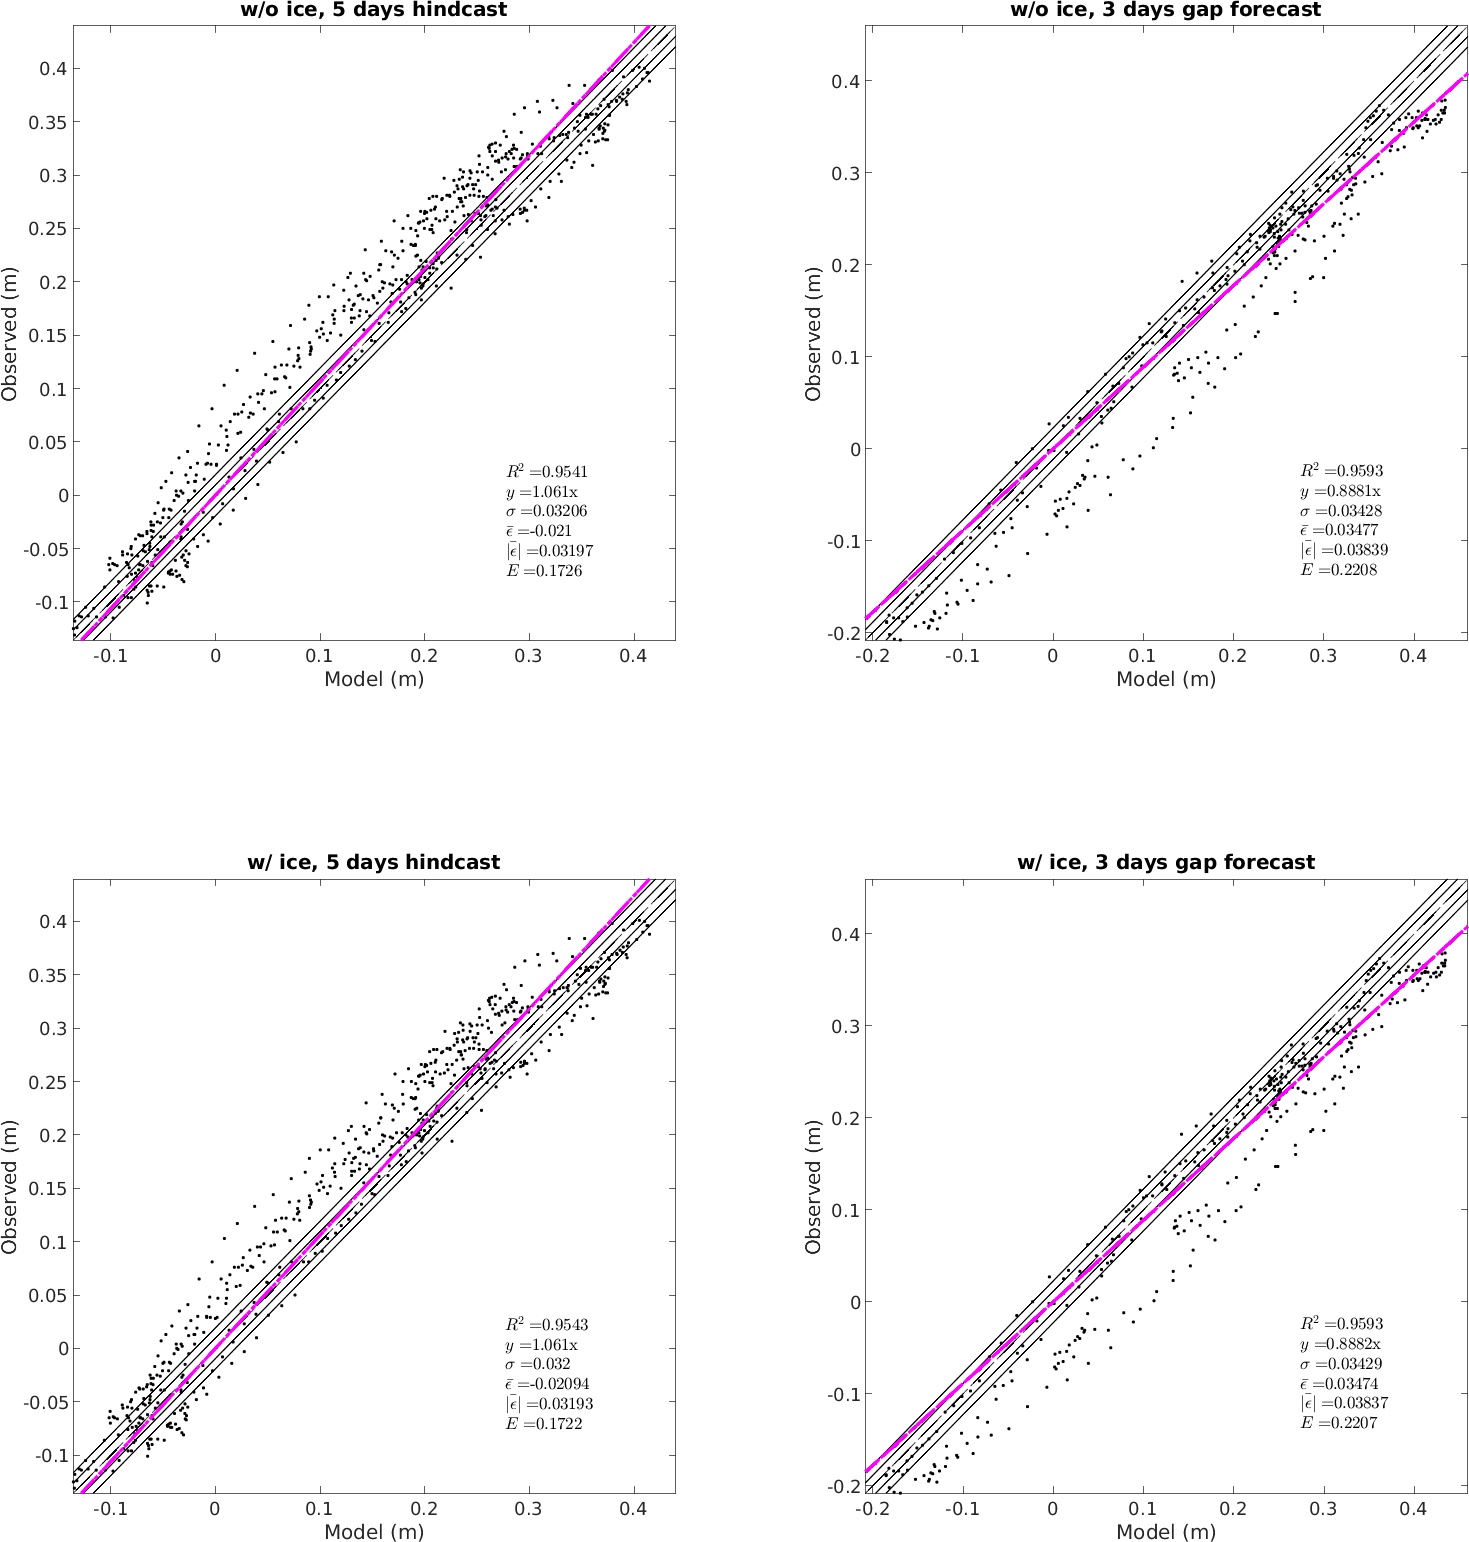 w/o ice, 5 days hindcast
0.4
0.35
0.3
0.25
0.2
0.15
0.1
0.05
0
-0.05
-0.1
Observed (m)
R² =0.9541
y =1.061x
σ =0.03206
ϵ̄ =-0.021
|ϵ̄| =0.03197
E =0.1726
-0.1 0 0.1 0.2 0.3 0.4
Model (m)
w/o ice, 3 days gap forecast
0.4
0.3
0.2
0.1
0
-0.1
-0.2
Observed (m)
R² =0.9593
y =0.8881x
σ =0.03428
ϵ̄ =0.03477
|ϵ̄| =0.03839
E =0.2208
-0.2 -0.1 0 0.1 0.2 0.3 0.4
Model (m)
w/ ice, 5 days hindcast
0.4
0.35
0.3
0.25
0.2
0.15
0.1
0.05
0
-0.05
-0.1
Observed (m)
R² =0.9543
y =1.061x
σ =0.032
ϵ̄ =-0.02094
|ϵ̄| =0.03193
E =0.1722
-0.1 0 0.1 0.2 0.3 0.4
Model (m)
w/ ice, 3 days gap forecast
0.4
0.3
0.2
0.1
0
-0.1
-0.2
Observed (m)
R² =0.9593
y =0.8882x
σ =0.03429
ϵ̄ =0.03474
|ϵ̄| =0.03837
E =0.2207
-0.2 -0.1 0 0.1 0.2 0.3 0.4
Model (m)